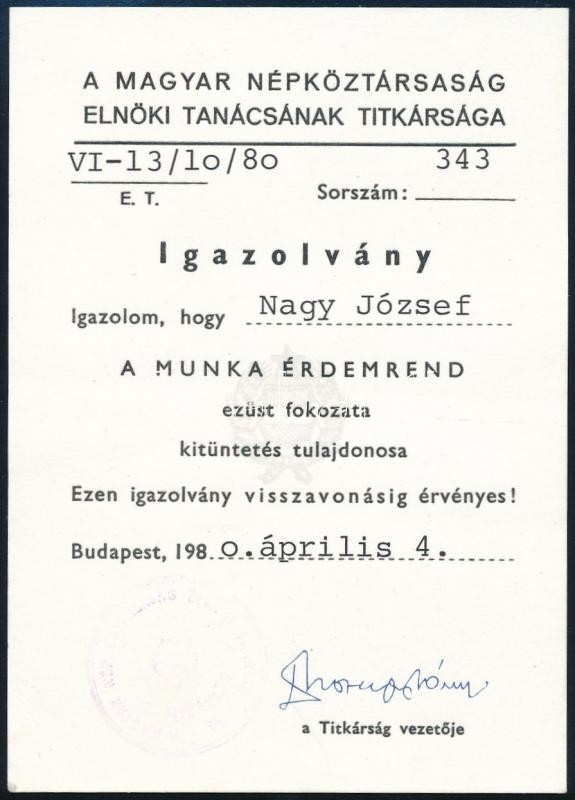 A MAGYAR NÉPKÖZTÁRSASÁG
ELNÖKI TANÁCSÁNAK TITKÁRSÁGA
VI-13/1o/8o 343
E. T. Sorszám:
Igazolvány
Igazolom, hogy Nagy József
A MUNKA ÉRDEMREND
ezüst fokozata
kitüntetés tulajdonosa
Ezen igazolvány visszavonásig érvényes!
Budapest, 198 o.április 4.
a Titkárság vezetője